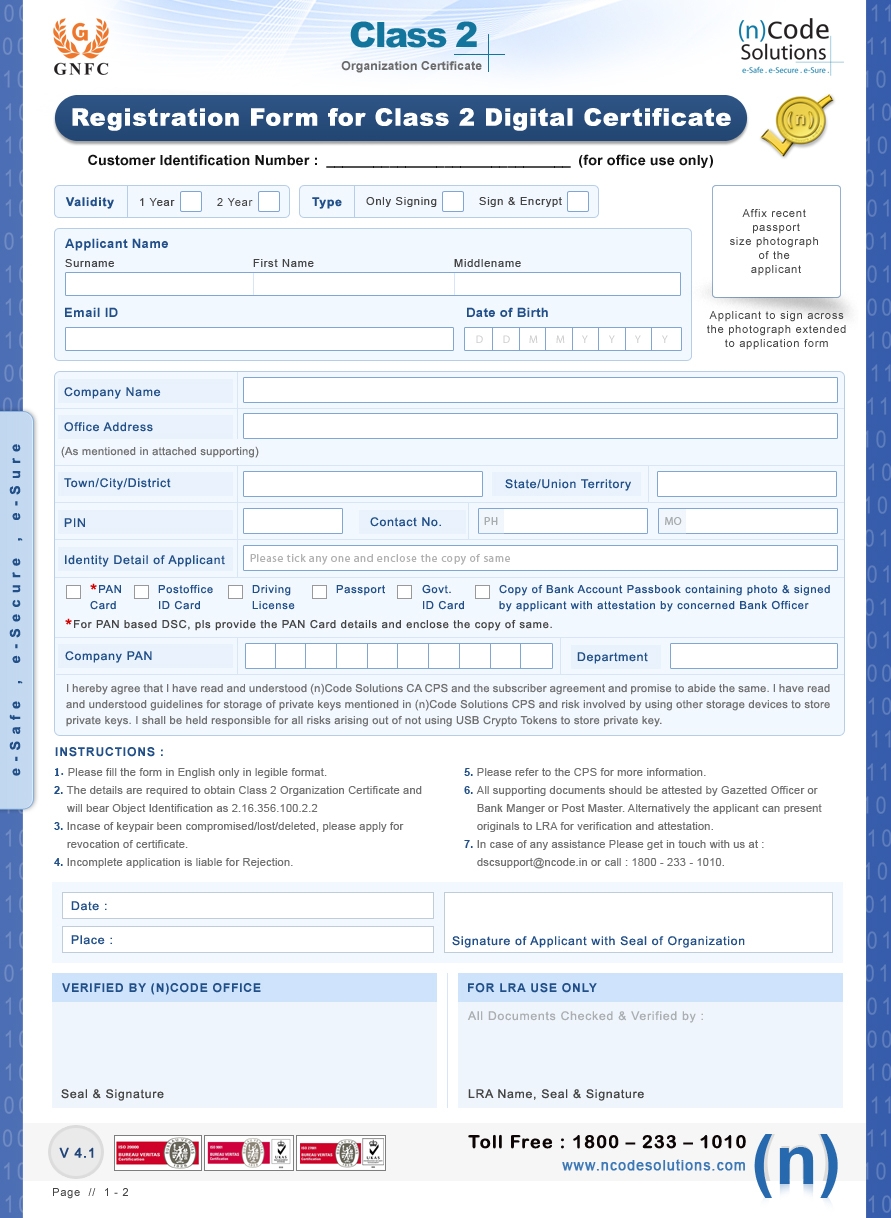 GNFC
Class 2
Organization Certificate
(n)Code
Solutions
e-Safe . e-Secure . e-Sure .
Registration Form for Class 2 Digital Certificate
(n)
Customer Identification Number : ____________________________ (for office use only)
Validity 1 Year 2 Year Type Only Signing Sign & Encrypt
Affix recent
passport
size photograph
of the
applicant
Applicant to sign across
the photograph extended
to application form
Applicant Name
Surname First Name Middlename
Email ID Date of Birth
D D M M Y Y Y Y
Company Name
Office Address
(As mentioned in attached supporting)
Town/City/District State/Union Territory
PIN Contact No. PH MO
Identity Detail of Applicant Please tick any one and enclose the copy of same
*PAN Card
Postoffice ID Card
Driving License
Passport
Govt. ID Card
Copy of Bank Account Passbook containing photo & signed
by applicant with attestation by concerned Bank Officer
*For PAN based DSC, pls provide the PAN Card details and enclose the copy of same.
Company PAN Department
I hereby agree that I have read and understood (n)Code Solutions CA CPS and the subscriber agreement and promise to abide the same. I have read
and understood guidelines for storage of private keys mentioned in (n)Code Solutions CPS and risk involved by using other storage devices to store
private keys. I shall be held responsible for all risks arising out of not using USB Crypto Tokens to store private key.
e-Safe , e-Secure , e-Sure
INSTRUCTIONS :
1. Please fill the form in English only in legible format.
2. The details are required to obtain Class 2 Organization Certificate and
will bear Object Identification as 2.16.356.100.2.2
3. Incase of keypair been compromised/lost/deleted, please apply for
revocation of certificate.
4. Incomplete application is liable for Rejection.
5. Please refer to the CPS for more information.
6. All supporting documents should be attested by Gazetted Officer or
Bank Manger or Post Master. Alternatively the applicant can present
originals to LRA for verification and attestation.
7. In case of any assistance Please get in touch with us at :
dscsupport@ncode.in or call : 1800 - 233 - 1010.
Date :
Place :
Signature of Applicant with Seal of Organization
VERIFIED BY (N)CODE OFFICE
Seal & Signature
FOR LRA USE ONLY
All Documents Checked & Verified by :
LRA Name, Seal & Signature
V 4.1
BUREAU VERITAS
Certification
BUREAU VERITAS
Certification
UKAS
BUREAU VERITAS
Certification
UKAS
Toll Free : 1800 – 233 – 1010
www.ncodesolutions.com
(n)
Page // 1 - 2